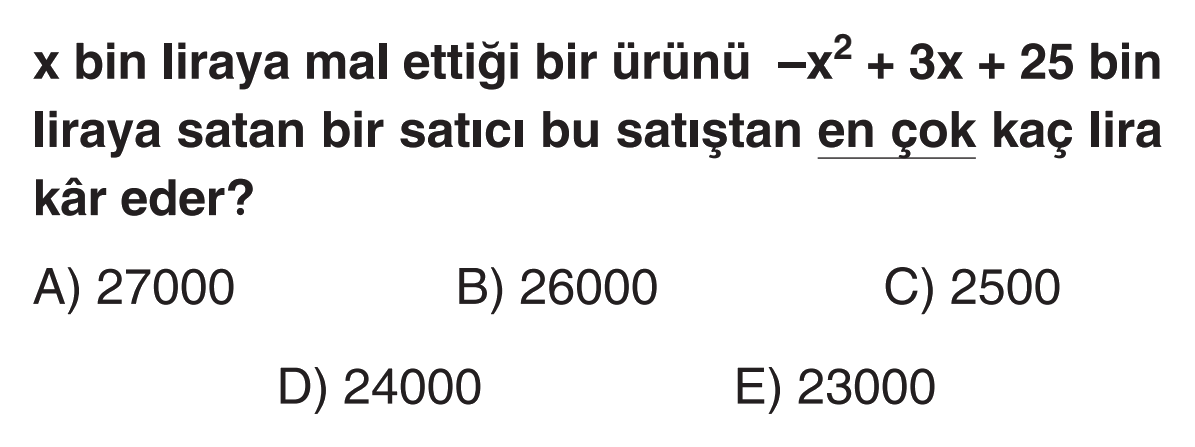 x bin liraya mal ettiği bir ürünü –x² + 3x + 25 bin
liraya satan bir satıcı bu satıştan en çok kaç lira
kâr eder?
A) 27000 B) 26000 C) 2500
D) 24000 E) 23000